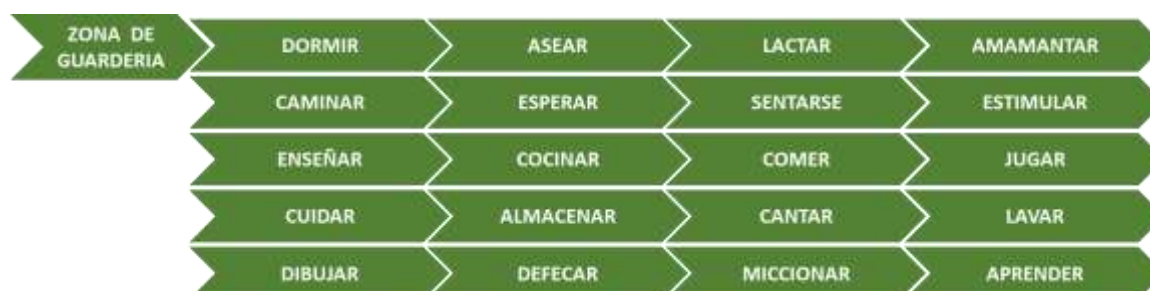 ZONA DE
GUARDERIA
DORMIR ASEAR LACTAR AMAMANTAR
CAMINAR ESPERAR SENTARSE ESTIMULAR
ENSEÑAR COCINAR COMER JUGAR
CUIDAR ALMACENAR CANTAR LAVAR
DIBUJAR DEFECAR MICCIONAR APRENDER